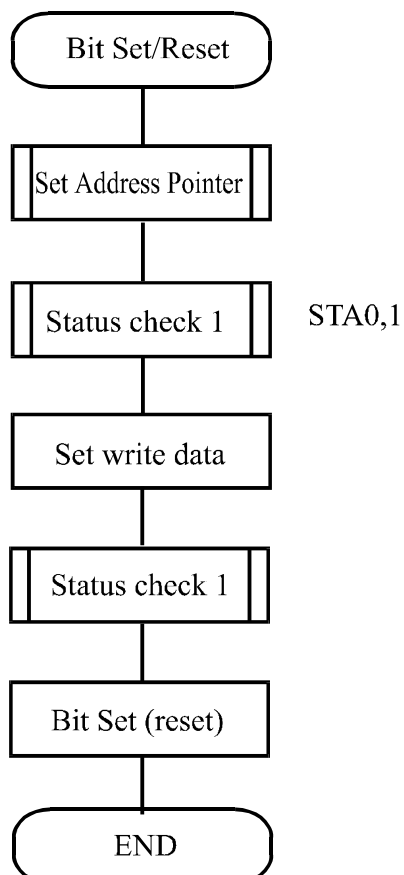 Bit Set/Reset
Set Address Pointer
Status check 1
STA0,1
Set write data
Status check 1
Bit Set (reset)
END